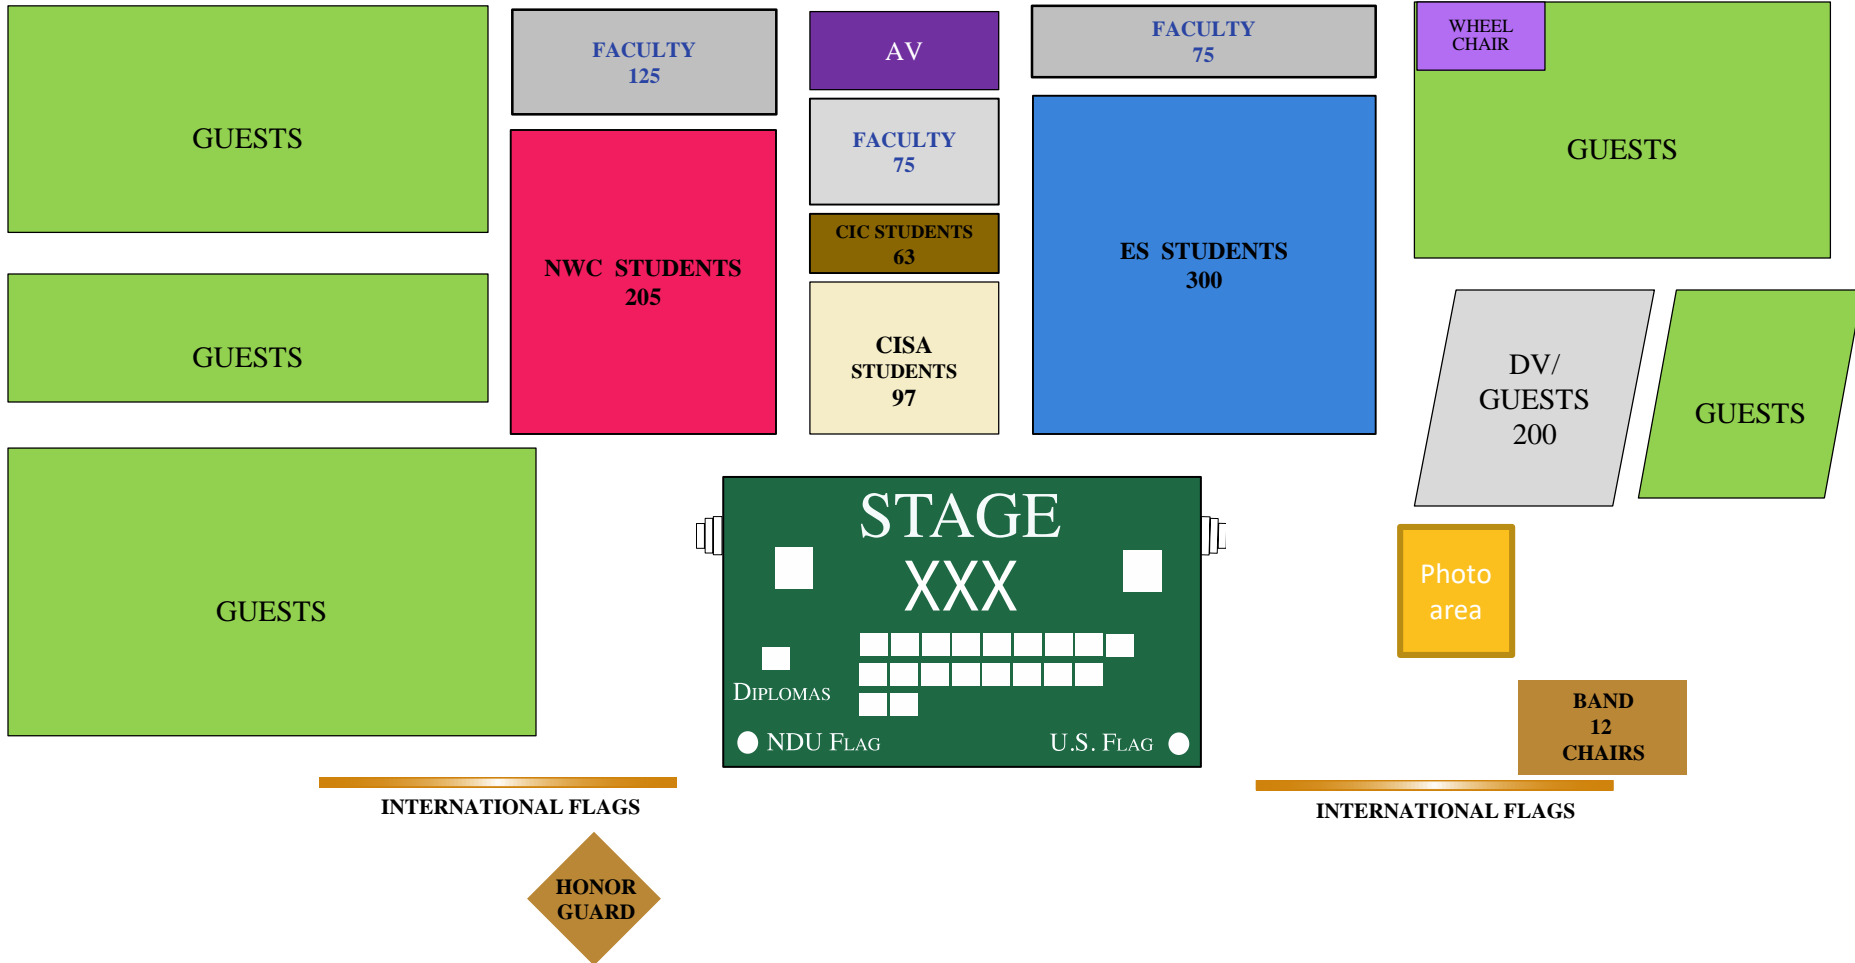 FACULTY
125
AV
FACULTY
75
WHEEL
CHAIR
GUESTS
FACULTY
75
GUESTS
CIC STUDENTS
63
NWC  STUDENTS
205
ES  STUDENTS
300
GUESTS
CISA
STUDENTS
97
DV/
GUESTS
200
GUESTS
STAGE
XXX
Photo
area
GUESTS
DIPLOMAS
NDU FLAG
U.S. FLAG
BAND
12
CHAIRS
INTERNATIONAL FLAGS
INTERNATIONAL FLAGS
HONOR
GUARD